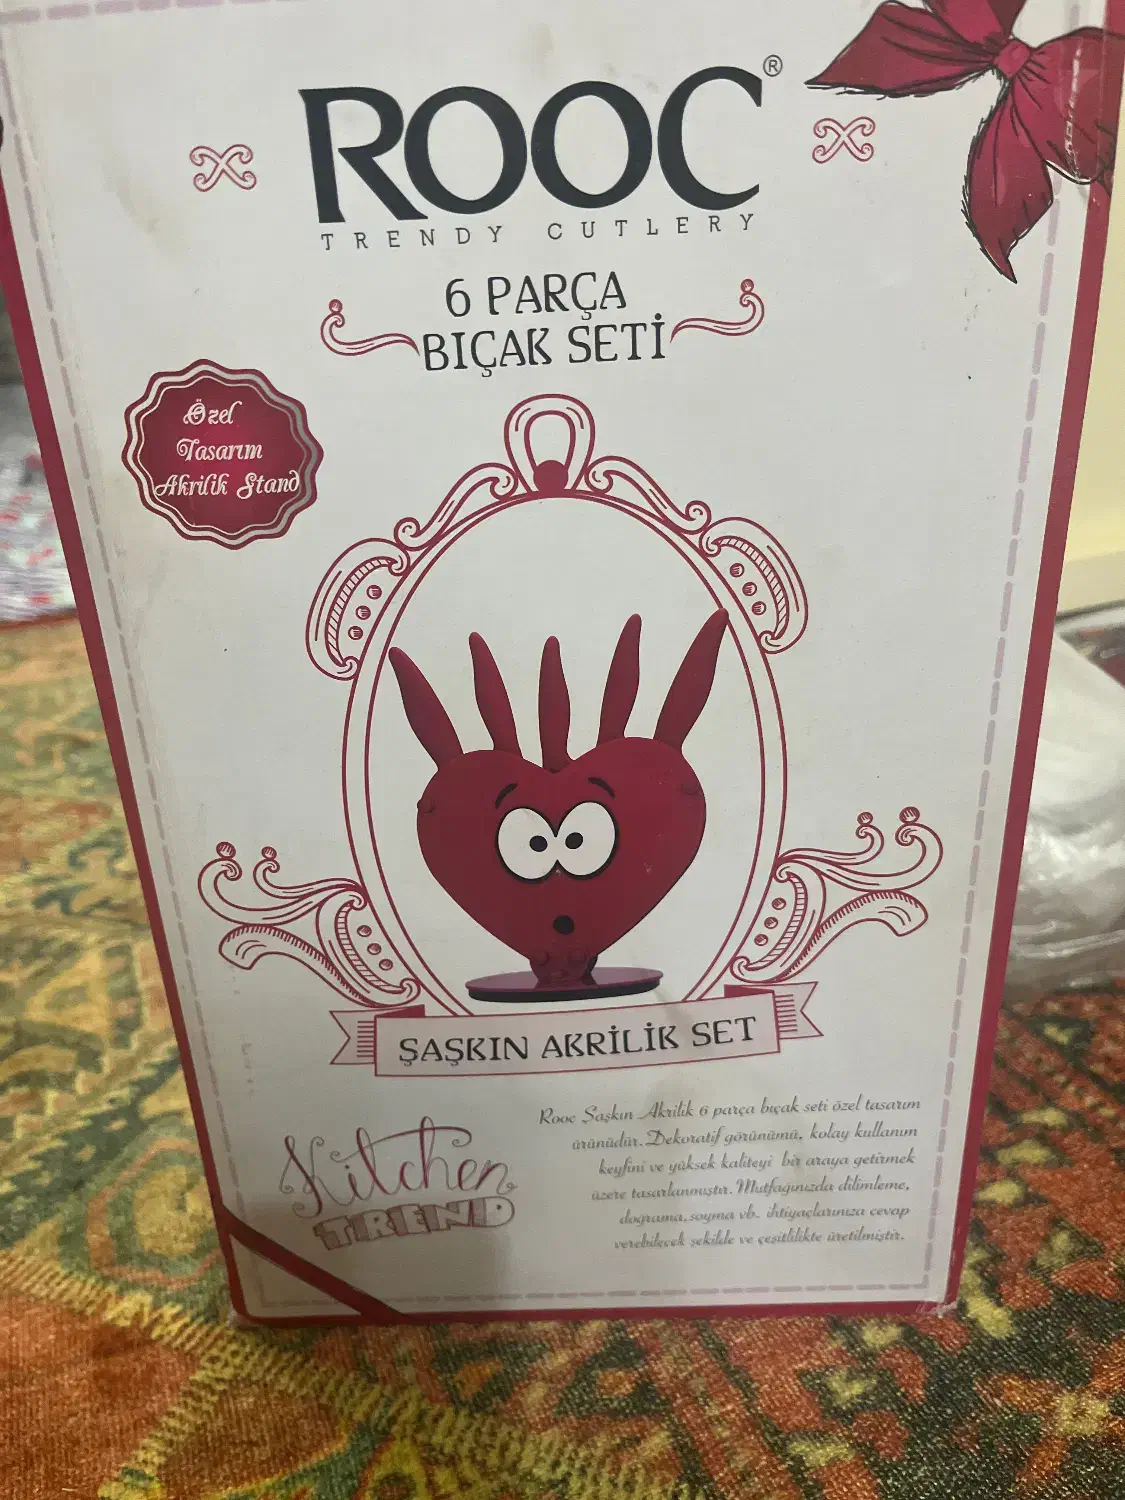 ROOC®
TRENDY CUTLERY
6 PARÇA
BIÇAK SETİ
Özel
Tasarım
Akrilik Stand
ŞAŞKIN AKRİLİK SET
Kitchen
TREND
Rooc Şaşkın Akrilik 6 parça bıçak seti özel tasarım
ürünüdür. Dekoratif görünümü, kolay kullanım
keyfini ve yüksek kaliteyi bir araya getirmek
üzere tasarlanmıştır. Mutfağınızda dilimleme,
doğrama, soyma vb. ihtiyaçlarınıza cevap
verebilecek şekilde ve çeşitlilikte üretilmiştir.